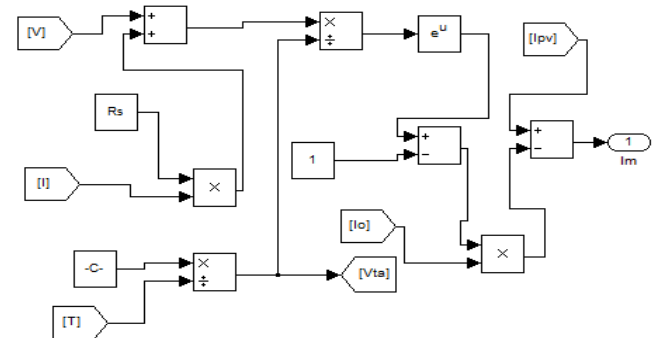 [V]
+
+
×
÷
e^u
[Ipv]
Rs
[I]
×
1
+
−
+
−
1
Im
[Io]
×
-C-
×
÷
[Vta]
[T]